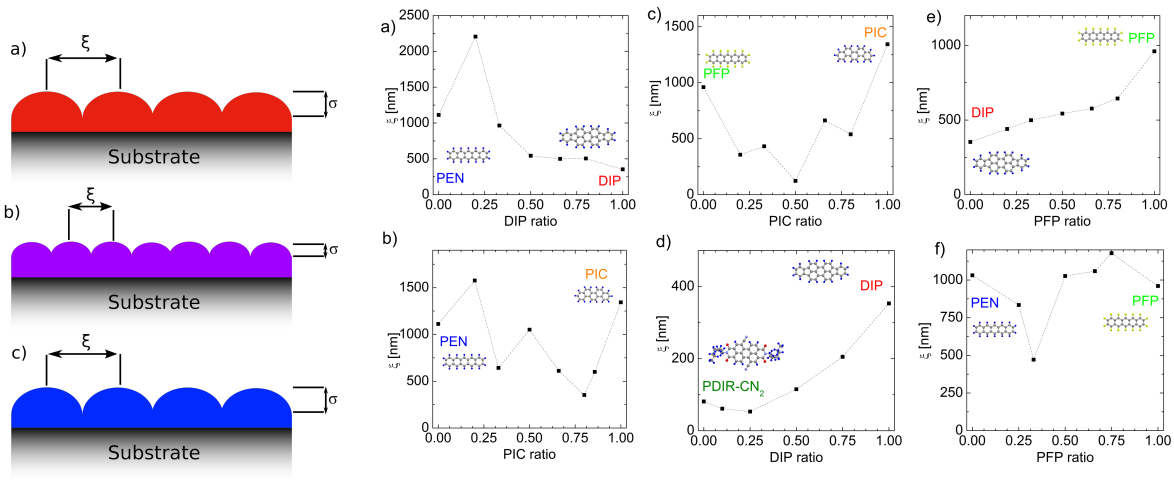 a)
ξ
σ
Substrate
b)
ξ
σ
Substrate
c)
ξ
σ
Substrate
a)
2500
2000
1500
1000
500
0
ξ [nm]
PEN
DIP
0.00 0.25 0.50 0.75 1.00
DIP ratio
c)
1500
1000
500
0
ξ [nm]
PFP
PIC
0.00 0.25 0.50 0.75 1.00
PIC ratio
e)
1000
500
0
ξ [nm]
PFP
DIP
0.00 0.25 0.50 0.75 1.00
PFP ratio
b)
1500
1000
500
0
ξ [nm]
PIC
PEN
0.00 0.25 0.50 0.75 1.00
PIC ratio
d)
400
200
0
ξ [nm]
DIP
PDIR-CN₂
0.00 0.25 0.50 0.75 1.00
DIP ratio
f)
1000
750
500
250
0
ξ [nm]
PEN
PFP
0.00 0.25 0.50 0.75 1.00
PFP ratio